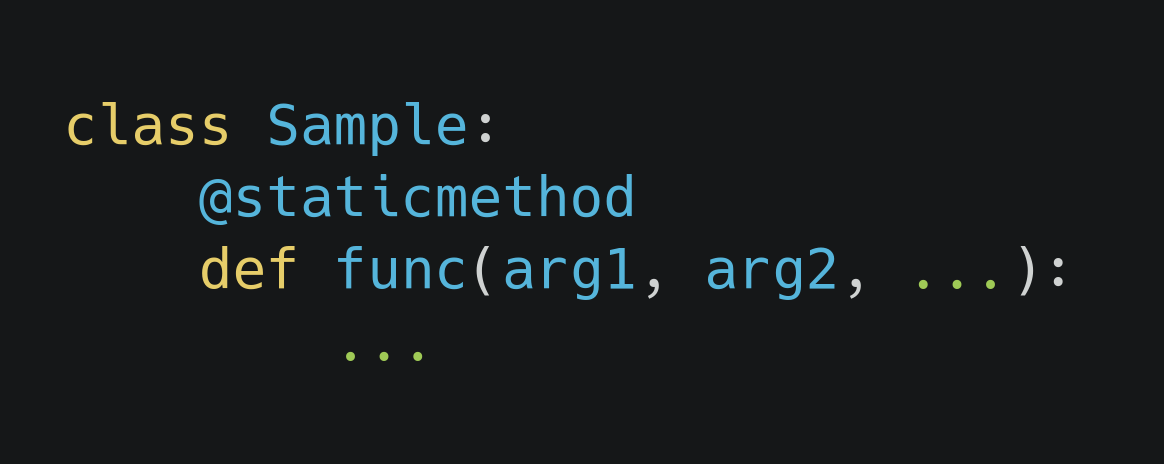 class Sample:
    @staticmethod
    def func(arg1, arg2, ...):
        ...